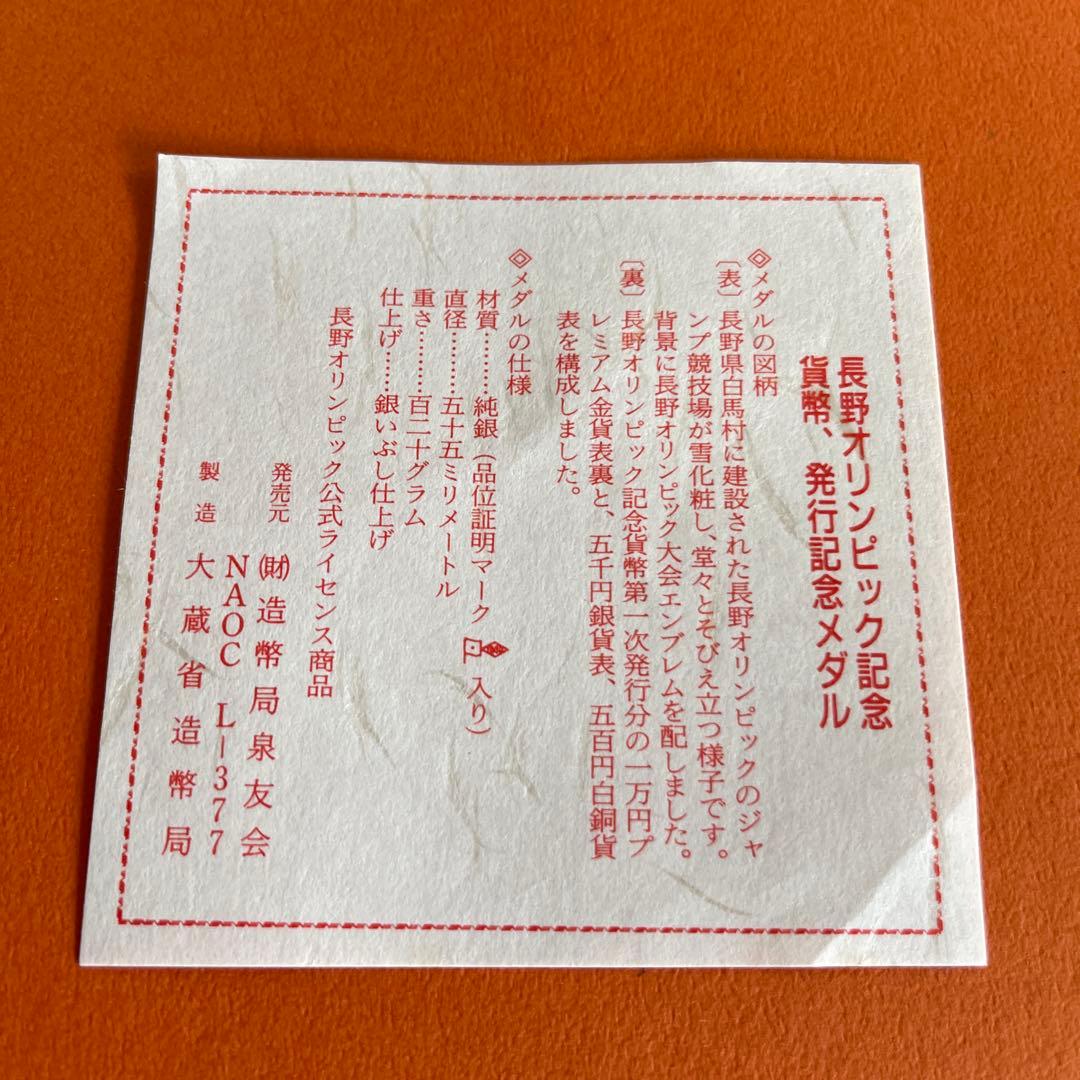 長野オリンピック記念
貨幣、発行記念メダル
◎メダルの図柄
〔表〕長野県白馬村に建設された長野オリンピックのジャ
ンプ競技場が雪化粧し、堂々とそびえ立つ様子です。
背景に長野オリンピック大会エンブレムを配しました。
〔裏〕長野オリンピック記念貨幣第一次発行分の一万円プ
レミアム金貨表裏と、五千円銀貨表、五百円白銅貨
表を構成しました。
◎メダルの仕様
材質………純銀(品位証明マーク入り)
直径………五十五ミリメートル
重さ………百二十グラム
仕上げ……銀いぶし仕上げ
長野オリンピック公式ライセンス商品
発売元 ㈶造幣局泉友会
NAOC L-377
製造 大蔵省造幣局